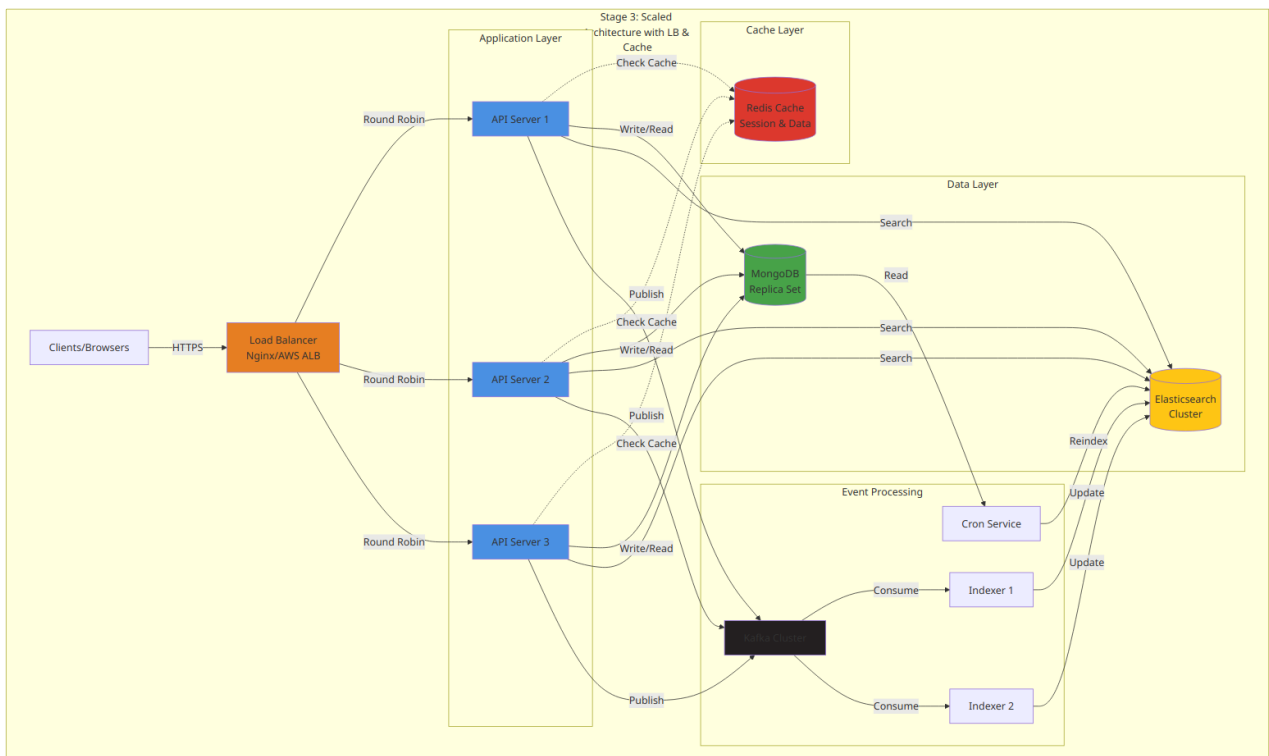 Stage 3: Scaled
Architecture with LB &
Cache
Application Layer
Cache Layer
Check Cache
Redis Cache
Session & Data
API Server 1
Round Robin
Write/Read
Data Layer
Search
MongoDB
Replica Set
Read
Publish
Check Cache
Search
Clients/Browsers
HTTPS
Load Balancer
Nginx/AWS ALB
Write/Read
Search
Round Robin
API Server 2
Elasticsearch
Cluster
Publish
Check Cache
Reindex
Event Processing
Update
Cron Service
Round Robin
API Server 3
Write/Read
Update
Consume
Indexer 1
Kafka Cluster
Publish
Consume
Indexer 2